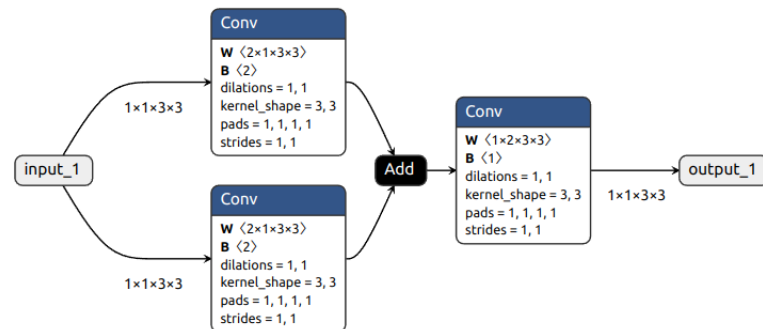 Conv
W〈2×1×3×3〉
B〈2〉
dilations = 1, 1
kernel_shape = 3, 3
pads = 1, 1, 1, 1
strides = 1, 1
1×1×3×3
input_1
Add
Conv
W〈1×2×3×3〉
B〈1〉
dilations = 1, 1
kernel_shape = 3, 3
pads = 1, 1, 1, 1
strides = 1, 1
output_1
1×1×3×3
Conv
W〈2×1×3×3〉
B〈2〉
dilations = 1, 1
kernel_shape = 3, 3
pads = 1, 1, 1, 1
strides = 1, 1
1×1×3×3